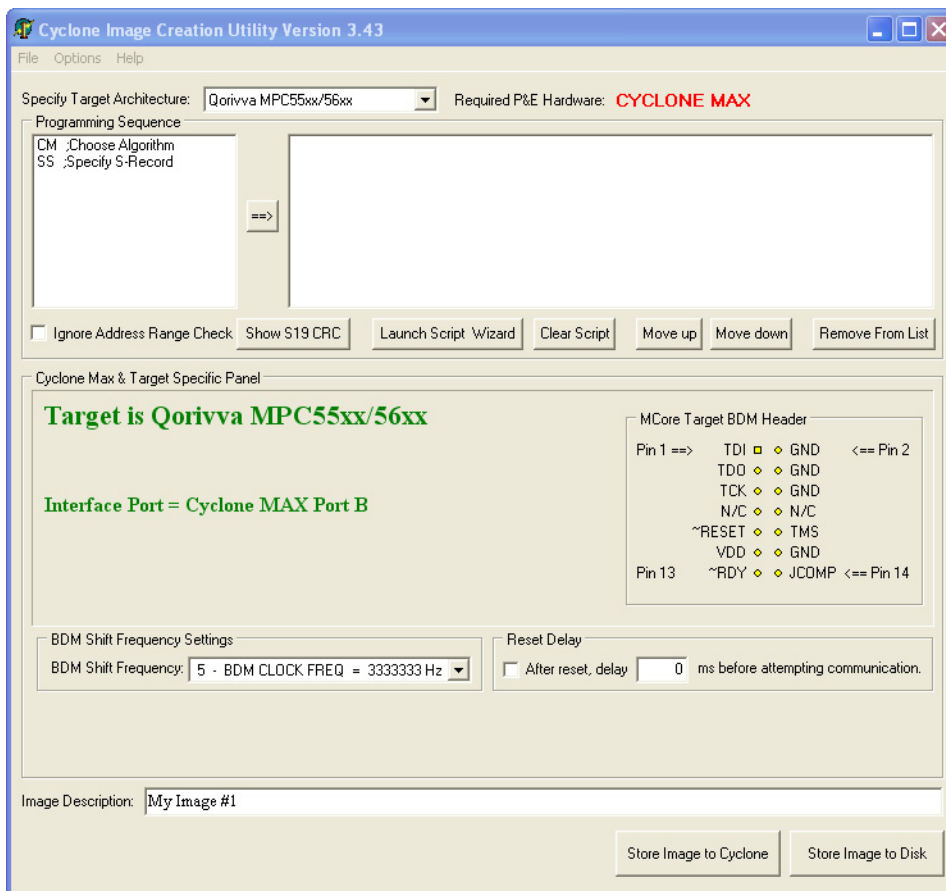 Cyclone Image Creation Utility Version 3.43
File Options Help
Specify Target Architecture: Qorivva MPC55xx/56xx Required P&E Hardware: CYCLONE MAX
Programming Sequence
CM ;Choose Algorithm
SS ;Specify S-Record
==>
Ignore Address Range Check Show S19 CRC Launch Script Wizard Clear Script Move up Move down Remove From List
Cyclone Max & Target Specific Panel
Target is Qorivva MPC55xx/56xx
Interface Port = Cyclone MAX Port B
MCore Target BDM Header
Pin 1 ==> TDI GND <== Pin 2
TDO GND
TCK GND
N/C N/C
~RESET TMS
VDD GND
Pin 13 ~RDY JCOMP <== Pin 14
BDM Shift Frequency Settings
BDM Shift Frequency: 5 - BDM CLOCK FREQ = 3333333 Hz
Reset Delay
After reset, delay 0 ms before attempting communication.
Image Description: My Image #1
Store Image to Cyclone Store Image to Disk